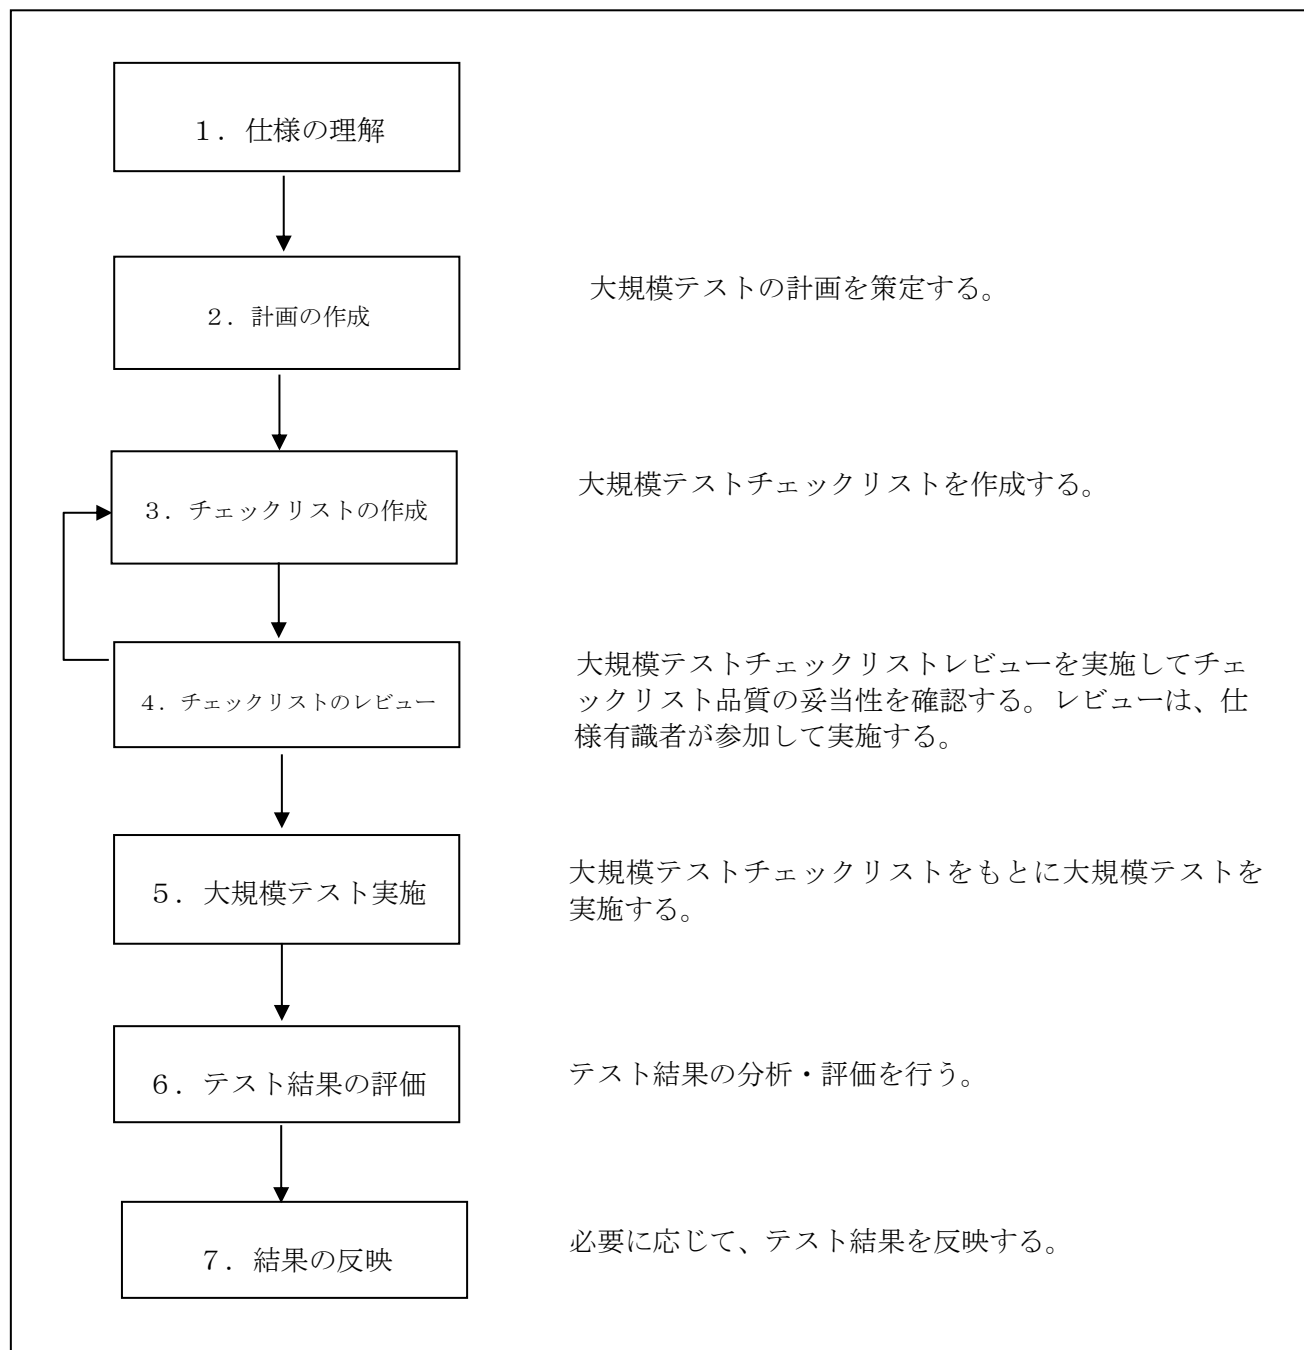 １．仕様の理解
２．計画の作成
大規模テストの計画を策定する。
３．チェックリストの作成
大規模テストチェックリストを作成する。
４．チェックリストのレビュー
大規模テストチェックリストレビューを実施してチェ
ックリスト品質の妥当性を確認する。レビューは、仕
様有識者が参加して実施する。
５．大規模テスト実施
大規模テストチェックリストをもとに大規模テストを
実施する。
６．テスト結果の評価
テスト結果の分析・評価を行う。
７．結果の反映
必要に応じて、テスト結果を反映する。